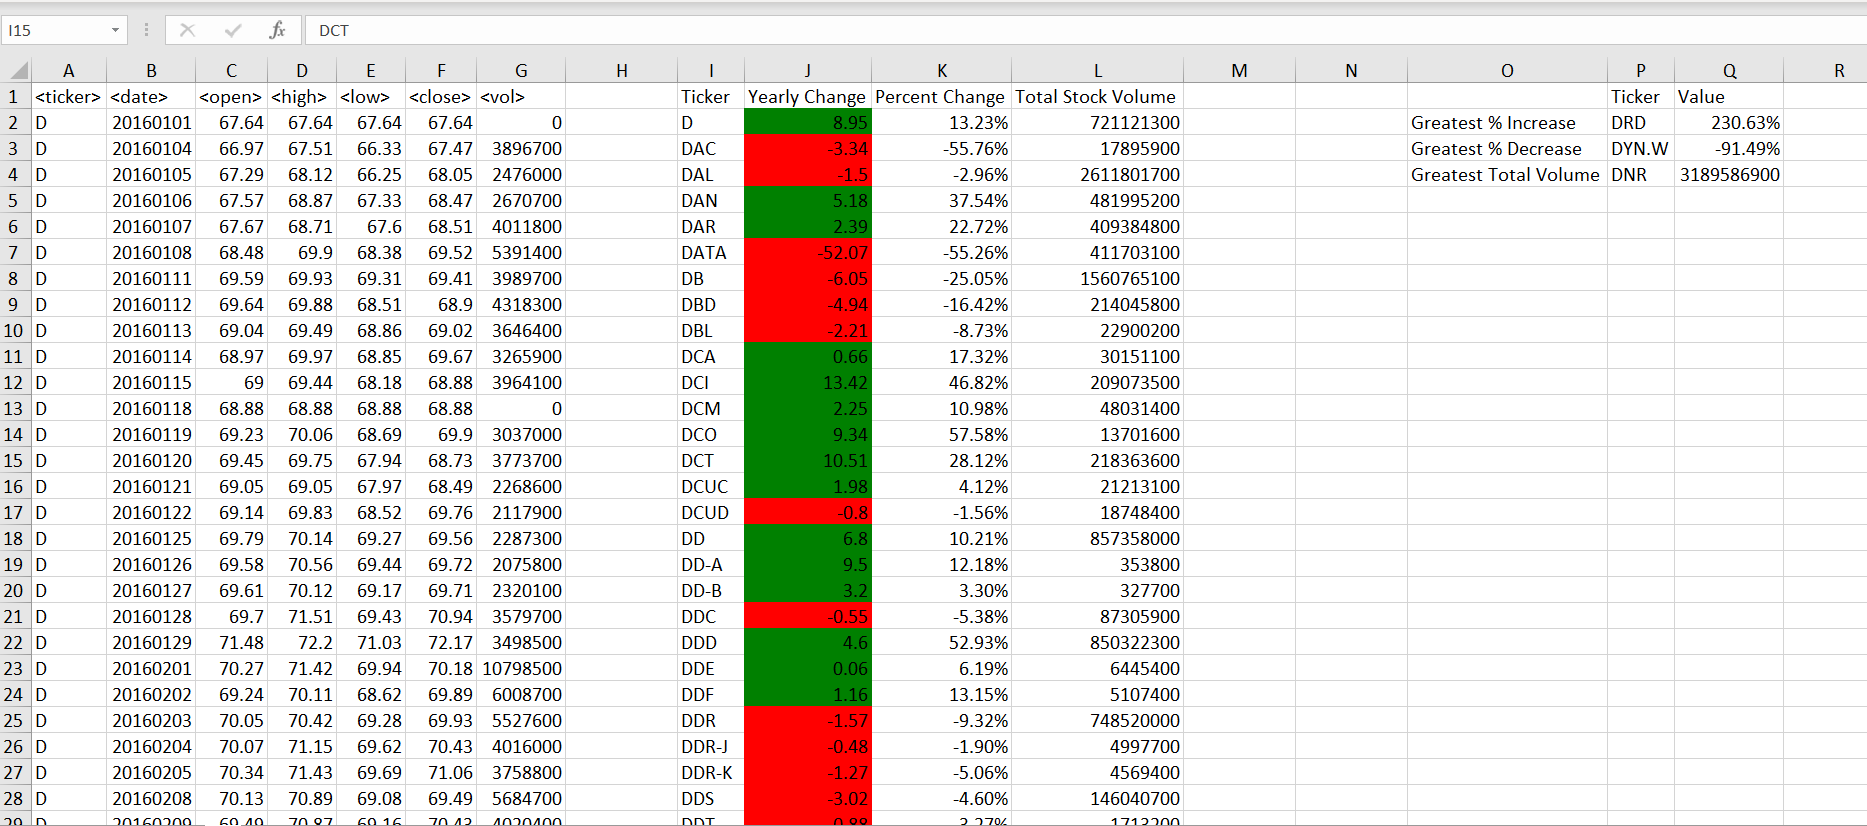 I15 fx DCT
A B C D E F G H I J K L M N O P Q R
1 <ticker> <date> <open> <high> <low> <close> <vol> Ticker Yearly Change Percent Change Total Stock Volume Ticker Value
2 D 20160101 67.64 67.64 67.64 67.64 0 D 8.95 13.23% 721121300 Greatest % Increase DRD 230.63%
3 D 20160104 66.97 67.51 66.33 67.47 3896700 DAC -3.34 -55.76% 17895900 Greatest % Decrease DYN.W -91.49%
4 D 20160105 67.29 68.12 66.25 68.05 2476000 DAL -1.5 -2.96% 2611801700 Greatest Total Volume DNR 3189586900
5 D 20160106 67.57 68.87 67.33 68.47 2670700 DAN 5.18 37.54% 481995200
6 D 20160107 67.67 68.71 67.6 68.51 4011800 DAR 2.39 22.72% 409384800
7 D 20160108 68.48 69.9 68.38 69.52 5391400 DATA -52.07 -55.26% 411703100
8 D 20160111 69.59 69.93 69.31 69.41 3989700 DB -6.05 -25.05% 1560765100
9 D 20160112 69.64 69.88 68.51 68.9 4318300 DBD -4.94 -16.42% 214045800
10 D 20160113 69.04 69.49 68.86 69.02 3646400 DBL -2.21 -8.73% 22900200
11 D 20160114 68.97 69.97 68.85 69.67 3265900 DCA 0.66 17.32% 30151100
12 D 20160115 69 69.44 68.18 68.88 3964100 DCI 13.42 46.82% 209073500
13 D 20160118 68.88 68.88 68.88 68.88 0 DCM 2.25 10.98% 48031400
14 D 20160119 69.23 70.06 68.69 69.9 3037000 DCO 9.34 57.58% 13701600
15 D 20160120 69.45 69.75 67.94 68.73 3773700 DCT 10.51 28.12% 218363600
16 D 20160121 69.05 69.05 67.97 68.49 2268600 DCUC 1.98 4.12% 21213100
17 D 20160122 69.14 69.83 68.52 69.76 2117900 DCUD -0.8 -1.56% 18748400
18 D 20160125 69.79 70.14 69.27 69.56 2287300 DD 6.8 10.21% 857358000
19 D 20160126 69.58 70.56 69.44 69.72 2075800 DD-A 9.5 12.18% 353800
20 D 20160127 69.61 70.12 69.17 69.71 2320100 DD-B 3.2 3.30% 327700
21 D 20160128 69.7 71.51 69.43 70.94 3579700 DDC -0.55 -5.38% 87305900
22 D 20160129 71.48 72.2 71.03 72.17 3498500 DDD 4.6 52.93% 850322300
23 D 20160201 70.27 71.42 69.94 70.18 10798500 DDE 0.06 6.19% 6445400
24 D 20160202 69.24 70.11 68.62 69.89 6008700 DDF 1.16 13.15% 5107400
25 D 20160203 70.05 70.42 69.28 69.93 5527600 DDR -1.57 -9.32% 748520000
26 D 20160204 70.07 71.15 69.62 70.43 4016000 DDR-J -0.48 -1.90% 4997700
27 D 20160205 70.34 71.43 69.69 71.06 3758800 DDR-K -1.27 -5.06% 4569400
28 D 20160208 70.13 70.89 69.08 69.49 5684700 DDS -3.02 -4.60% 146040700
29 D 20160209 69.49 70.87 69.16 70.43